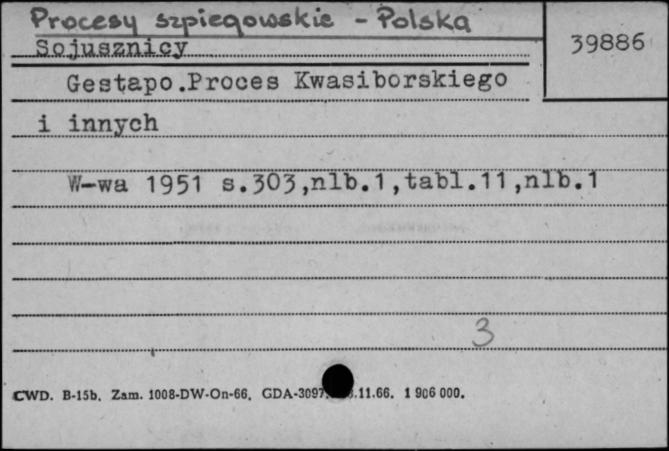 Procesy szpiegowskie - Polska
39886
Sojusznicy
Gestapo.Proces Kwasiborskiego
i innych
W-wa 1951 s.303,nlb.1,tabl.11,nlb.1
3
CWD. B-15b. Zam. 1008-DW-On-66. GDA-3097. .11.66. 1 906 000.